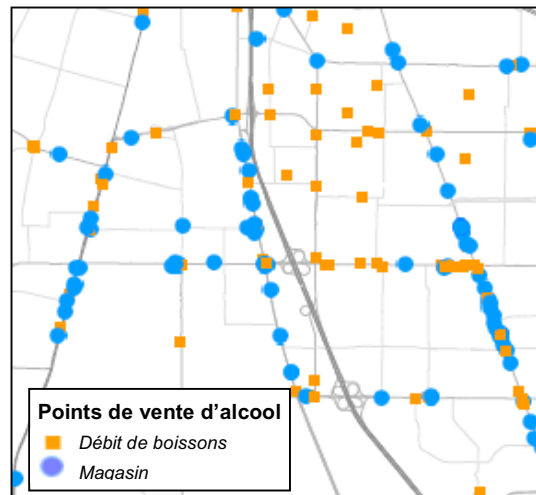 Points de vente d’alcool
Débit de boissons
Magasin